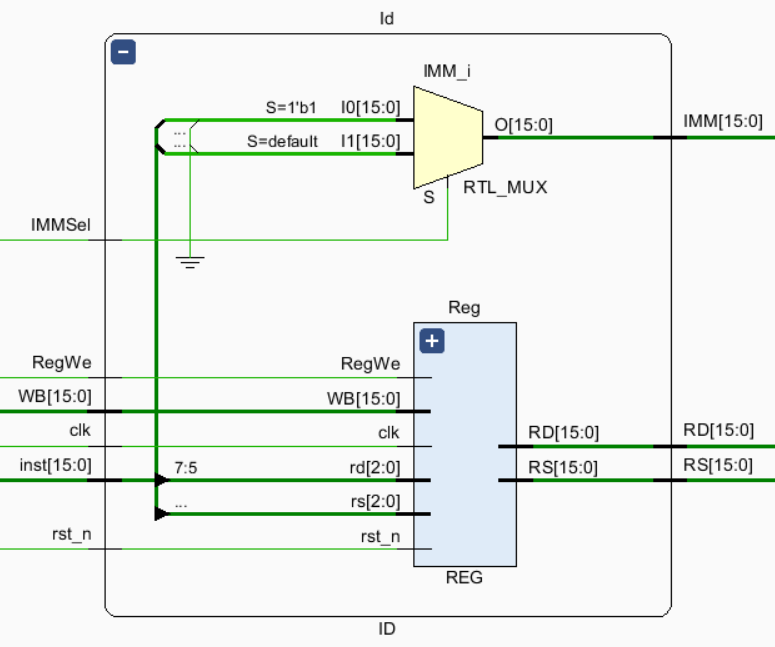 Id
IMM_i
S=1'b1 I0[15:0]
...
O[15:0] IMM[15:0]
...
S=default I1[15:0]
S RTL_MUX
IMMSel
Reg
RegWe RegWe
WB[15:0] WB[15:0]
clk clk RD[15:0] RD[15:0]
inst[15:0] 7:5 rd[2:0] RS[15:0] RS[15:0]
... rs[2:0]
rst_n rst_n
REG
ID